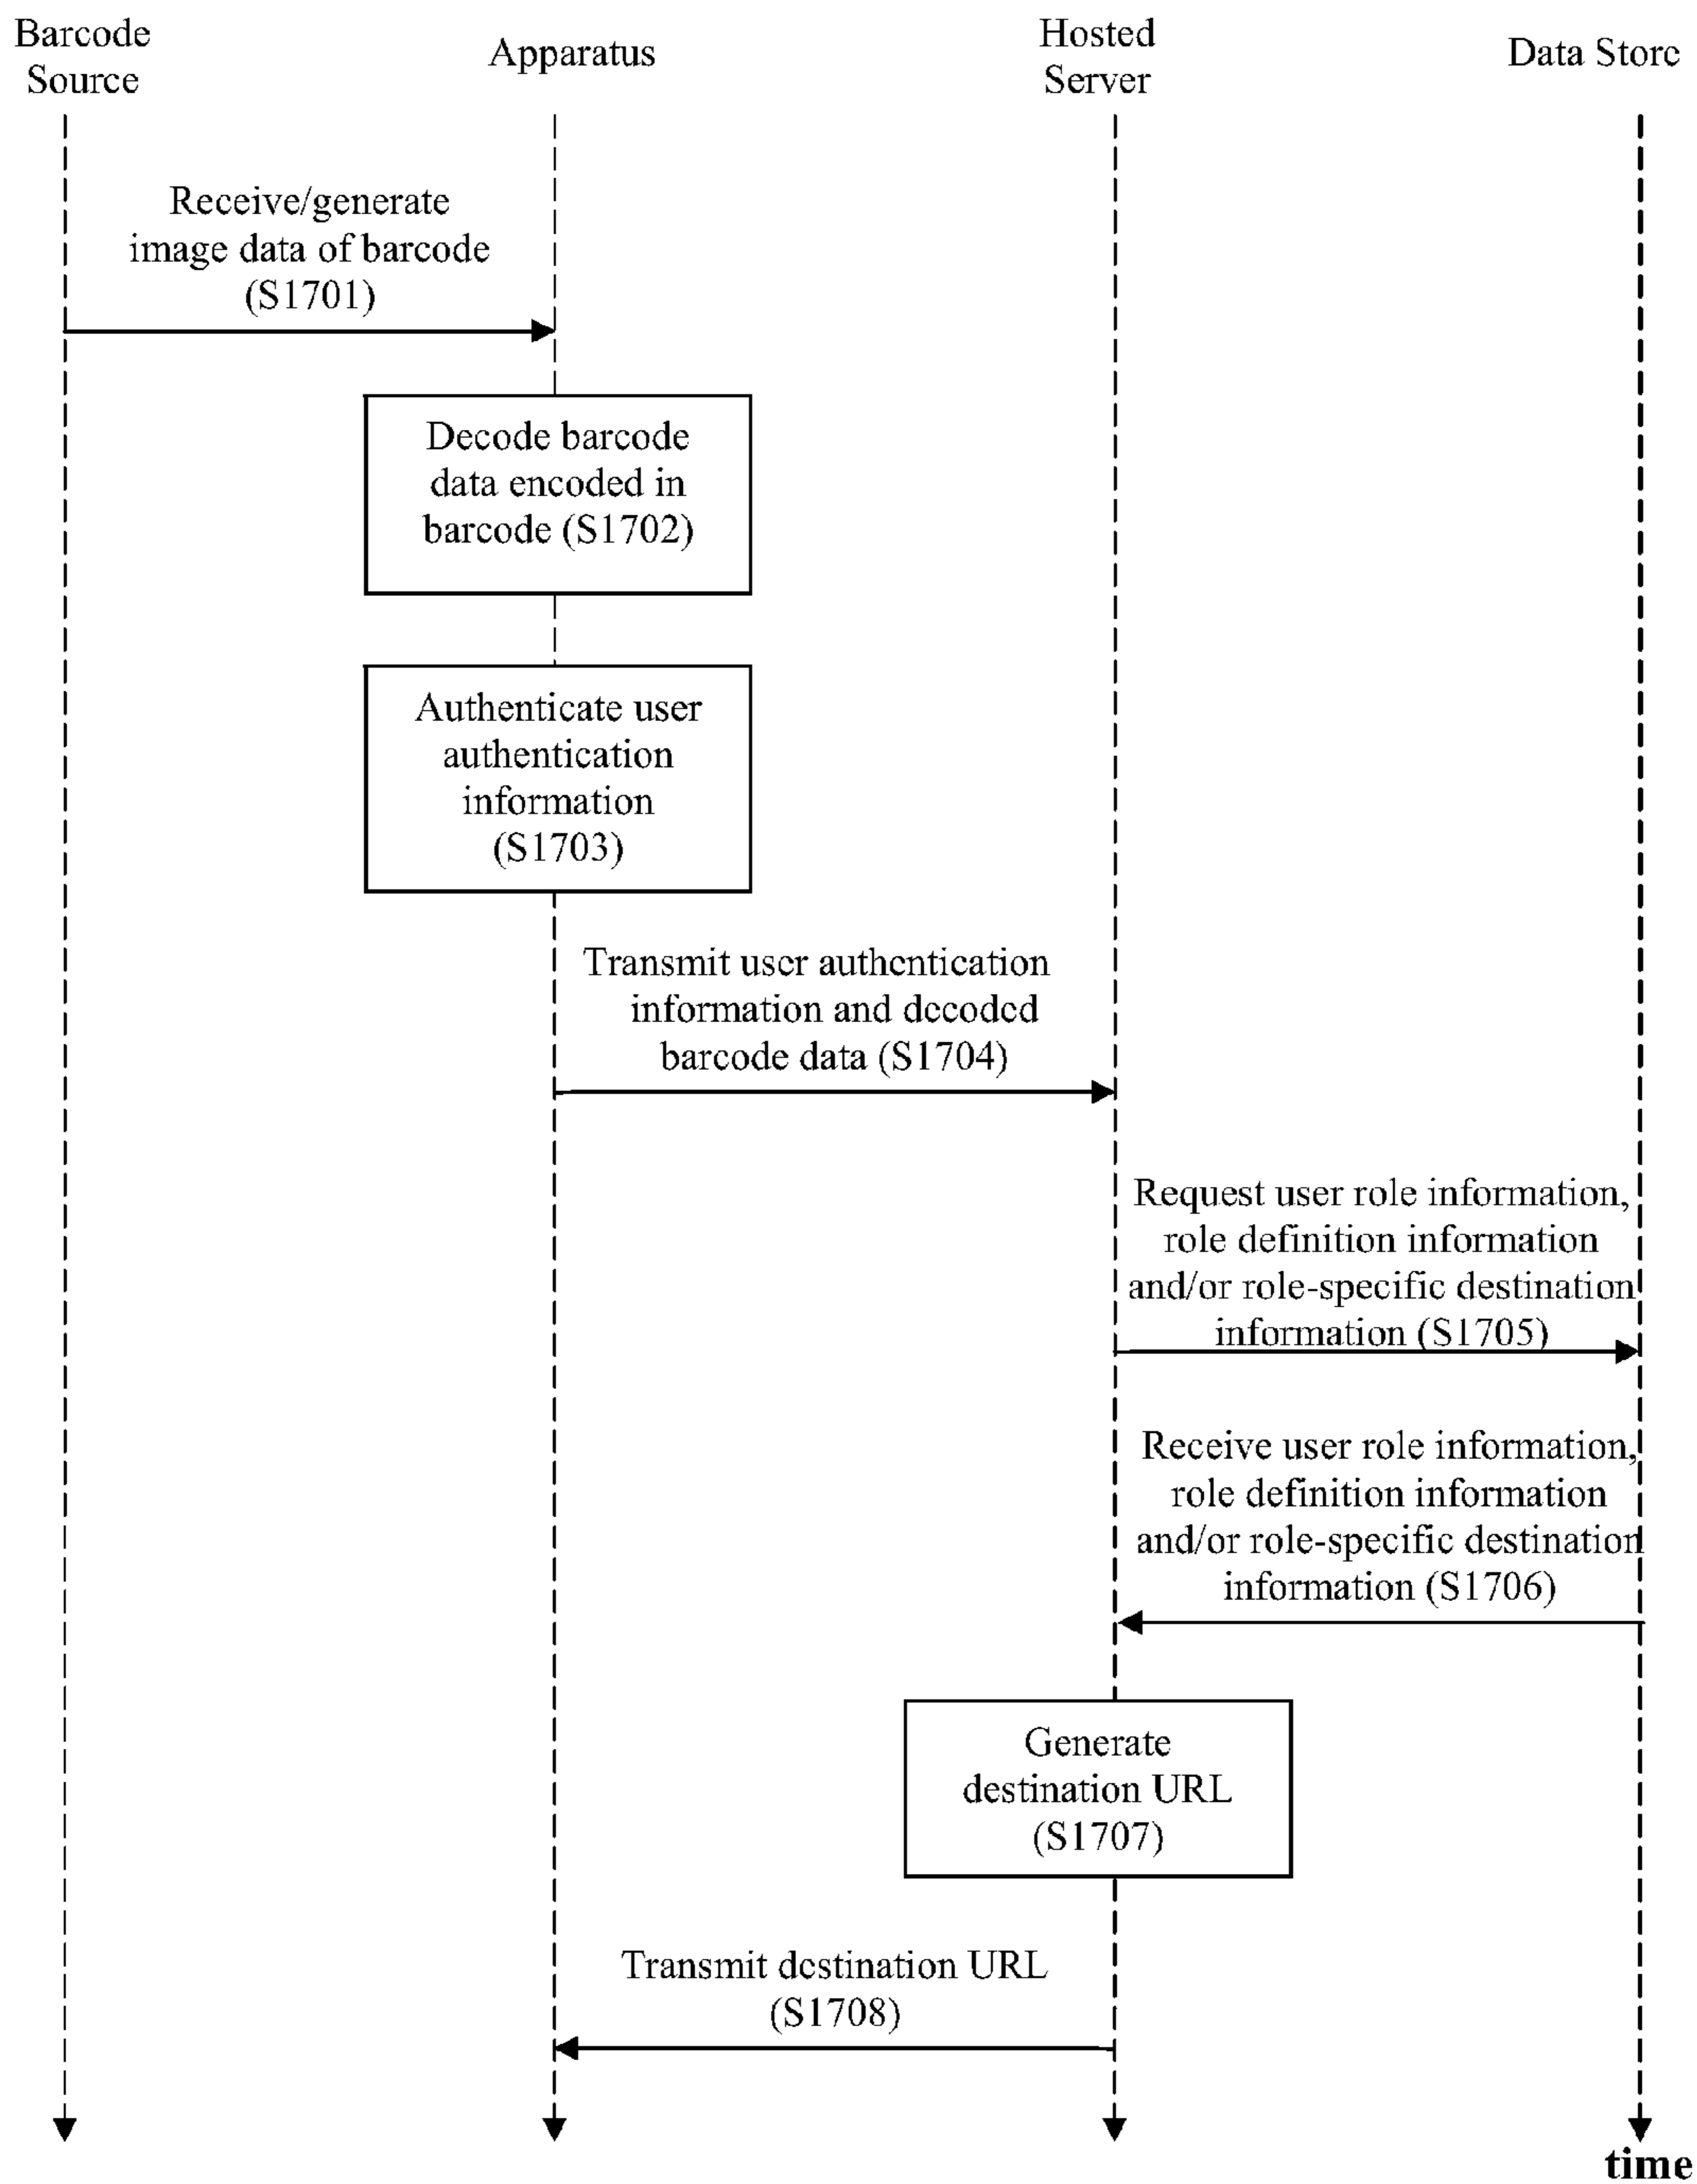 Barcode
Source
Apparatus
Hosted
Server
Data Store
Receive/generate
image data of barcode
(S1701)
Decode barcode
data encoded in
barcode (S1702)
Authenticate user
authentication
information
(S1703)
Transmit user authentication
information and decoded
barcode data (S1704)
Request user role information,
role definition information
and/or role-specific destination
information (S1705)
Receive user role information,
role definition information
and/or role-specific destination
information (S1706)
Generate
destination URL
(S1707)
Transmit destination URL
(S1708)
time